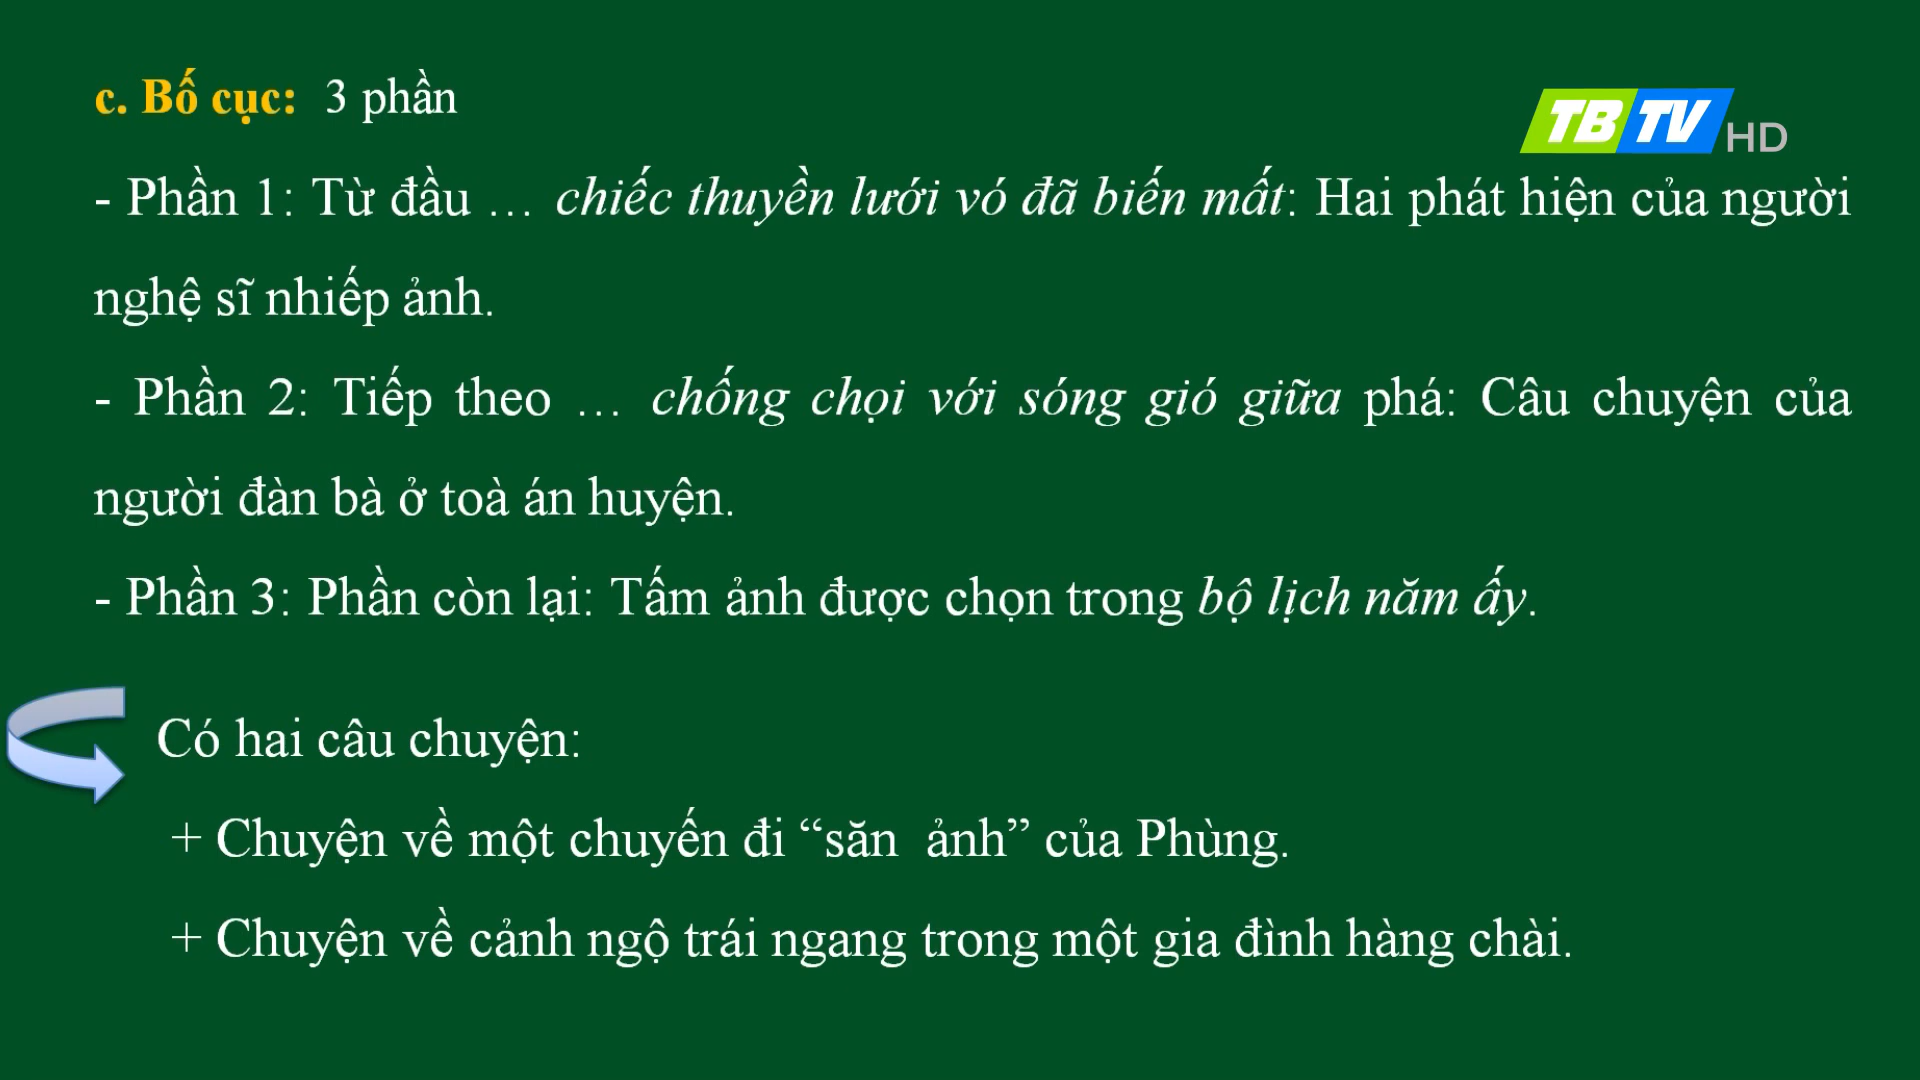 c. Bố cục: 3 phần
TBTV HD
- Phần 1: Từ đầu … chiếc thuyền lưới vó đã biến mất: Hai phát hiện của người
nghệ sĩ nhiếp ảnh.
- Phần 2: Tiếp theo … chống chọi với sóng gió giữa phá: Câu chuyện của
người đàn bà ở toà án huyện.
- Phần 3: Phần còn lại: Tấm ảnh được chọn trong bộ lịch năm ấy.
Có hai câu chuyện:
+ Chuyện về một chuyến đi “săn  ảnh” của Phùng.
+ Chuyện về cảnh ngộ trái ngang trong một gia đình hàng chài.